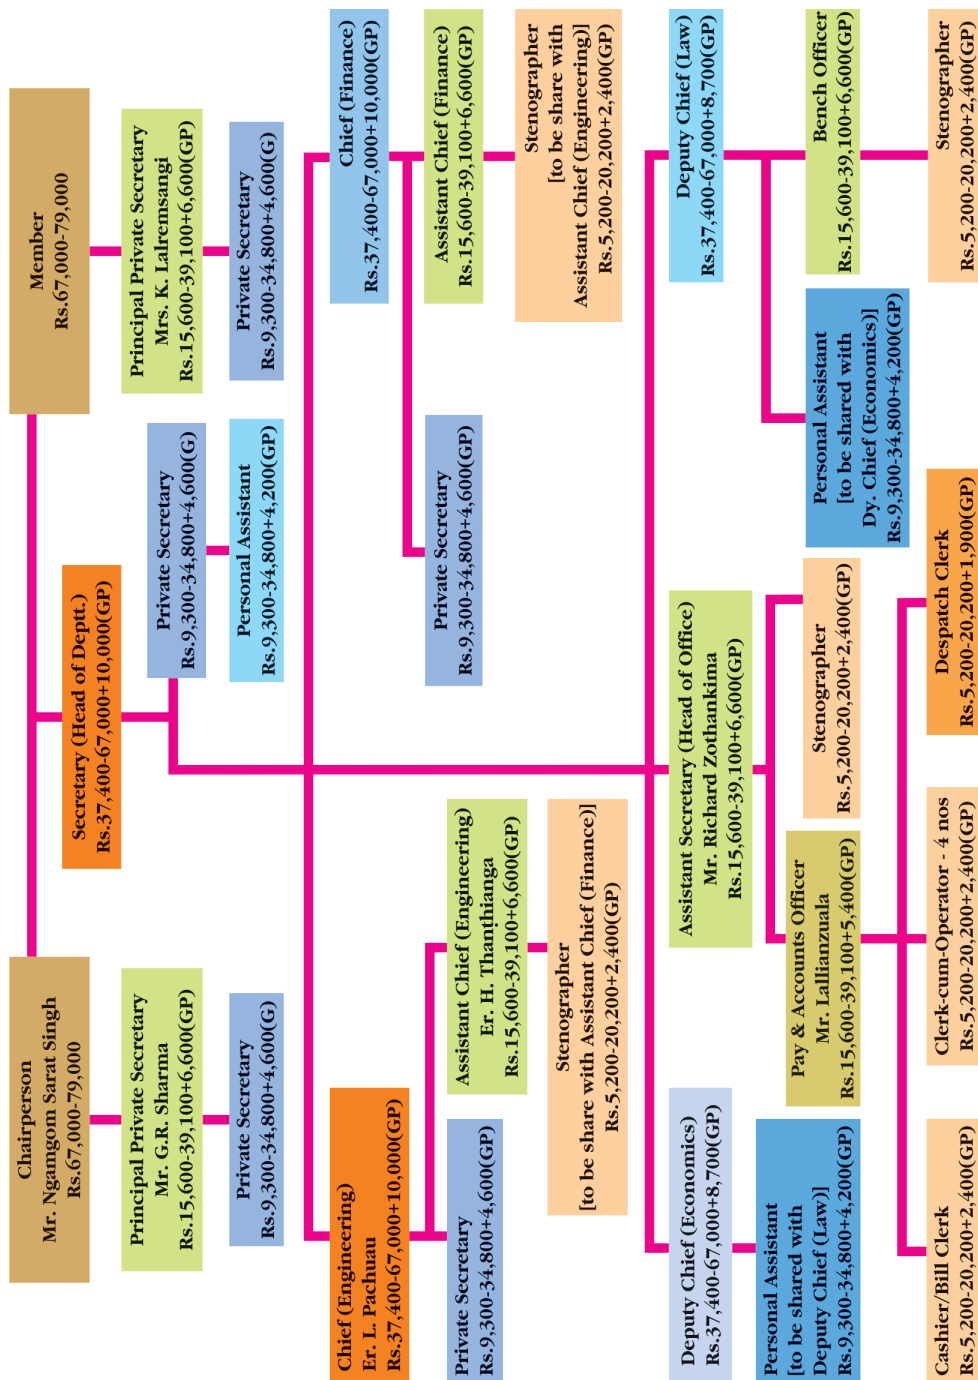 Chairperson
Mr. Ngamgom Sarat Singh
Rs.67,000-79,000
Member
Rs.67,000-79,000
Secretary (Head of Dept.)
Rs.37,400-67,000+10,000(GP)
Principal Private Secretary
Mr. G.R. Sharma
Rs.15,600-39,100+6,600(GP)
Principal Private Secretary
Mrs. K. Lalremsangi
Rs.15,600-39,100+6,600(GP)
Private Secretary
Rs.9,300-34,800+4,600(G)
Private Secretary
Rs.9,300-34,800+4,600(G)
Personal Assistant
Rs.9,300-34,800+4,200(GP)
Private Secretary
Rs.9,300-34,800+4,600(G)
Chief (Engineering)
Er. L. Pachuau
Rs.37,400-67,000+10,000(GP)
Chief (Finance)
Rs.37,400-67,000+10,000(GP)
Private Secretary
Rs.9,300-34,800+4,600(GP)
Assistant Chief (Engineering)
Er. H. Thanṭhianga
Rs.15,600-39,100+6,600(GP)
Private Secretary
Rs.9,300-34,800+4,600(GP)
Assistant Chief (Finance)
Rs.15,600-39,100+6,600(GP)
Stenographer
[to be share with Assistant Chief (Finance)]
Rs.5,200-20,200+2,400(GP)
Stenographer
[to be share with
Assistant Chief (Engineering)]
Rs.5,200-20,200+2,400(GP)
Deputy Chief (Economics)
Rs.37,400-67,000+8,700(GP)
Assistant Secretary (Head of Office)
Mr. Richard Zothankima
Rs.15,600-39,100+6,600(GP)
Deputy Chief (Law)
Rs.37,400-67,000+8,700(GP)
Personal Assistant
[to be shared with
Deputy Chief (Law)]
Rs.9,300-34,800+4,200(GP)
Pay & Accounts Officer
Mr. Lallianzuala
Rs.15,600-39,100+5,400(GP)
Stenographer
Rs.5,200-20,200+2,400(GP)
Personal Assistant
[to be shared with
Dy. Chief (Economics)]
Rs.9,300-34,800+4,200(GP)
Bench Officer
Rs.15,600-39,100+6,600(GP)
Cashier/Bill Clerk
Rs.5,200-20,200+2,400(GP)
Clerk-cum-Operator - 4 nos
Rs.5,200-20,200+2,400(GP)
Despatch Clerk
Rs.5,200-20,200+1,900(GP)
Stenographer
Rs.5,200-20,200+2,400(GP)